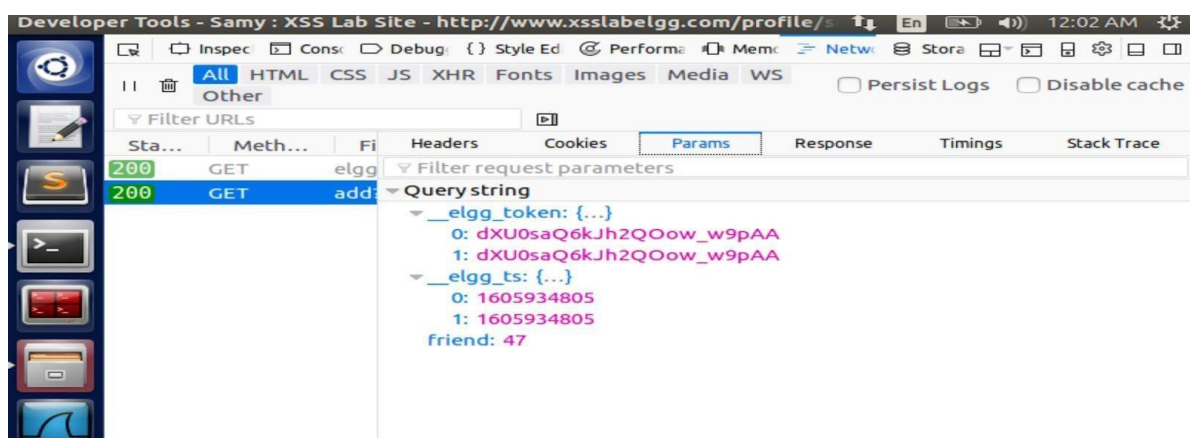 Developer Tools - Samy : XSS Lab Site - http://www.xsslabelgg.com/profile/s En 12:02 AM
Inspec Conso Debug {} Style Ed Performa Memo Netwo Stora
All HTML CSS JS XHR Fonts Images Media WS Persist Logs Disable cache
Other
Filter URLs
Sta... Meth... Fi Headers Cookies Params Response Timings Stack Trace
200 GET elgg Filter request parameters
200 GET add? Query string
__elgg_token: {...}
0: dXU0saQ6kJh2QOow_w9pAA
1: dXU0saQ6kJh2QOow_w9pAA
__elgg_ts: {...}
0: 1605934805
1: 1605934805
friend: 47